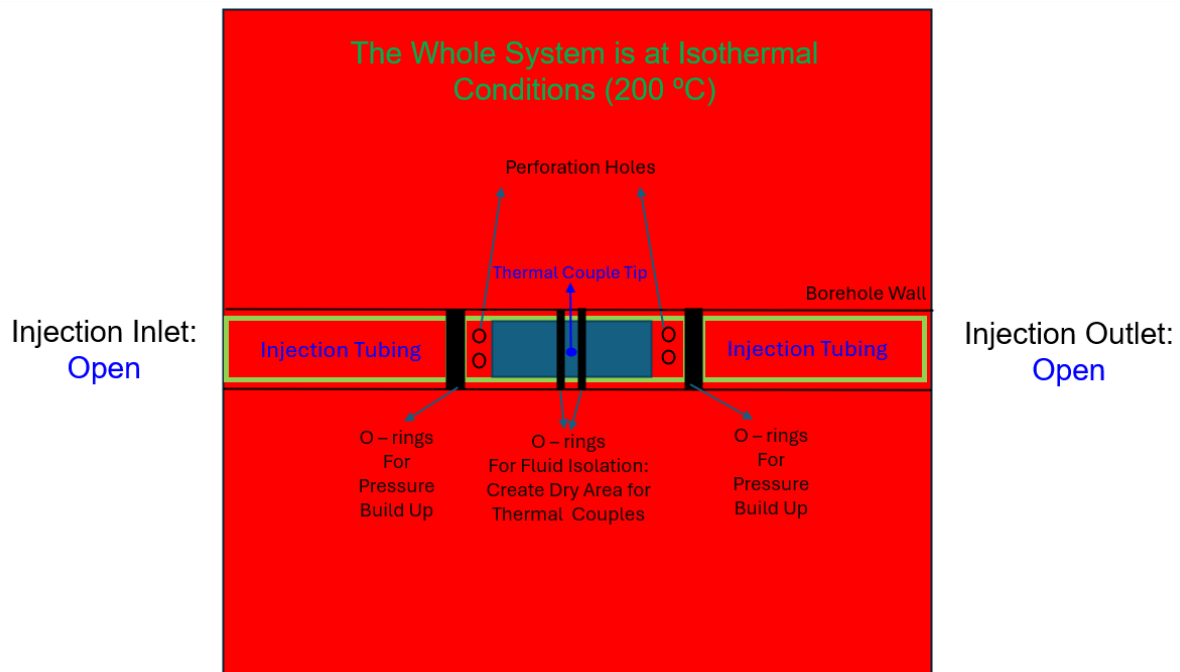 The Whole System is at Isothermal
Conditions (200 ºC)
Perforation Holes
Thermal Couple Tip
Borehole Wall
Injection Inlet:
Open
Injection Tubing
O
O
O
O
Injection Tubing
Injection Outlet:
Open
O – rings
For
Pressure
Build Up
O – rings
For Fluid Isolation:
Create Dry Area for
Thermal Couples
O – rings
For
Pressure
Build Up